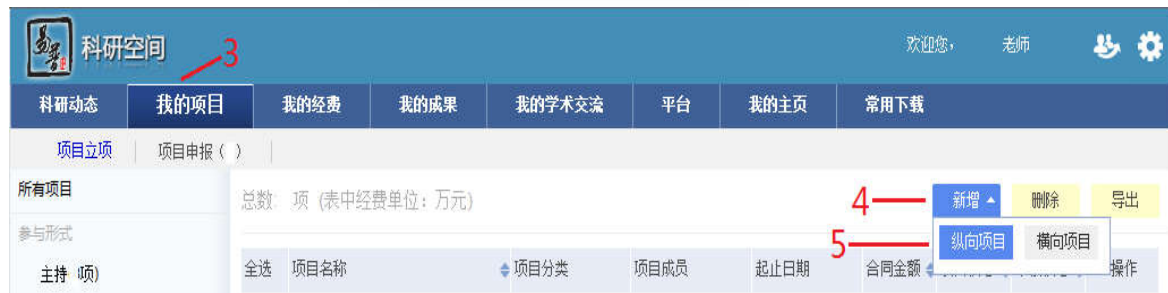 易普 科研空间 3 欢迎您， 老师
科研动态 我的项目 我的经费 我的成果 我的学术交流 平台 我的主页 常用下载
项目立项 项目申报（ ）
所有项目 总数: 项 (表中经费单位：万元) 4 新增 删除 导出
参与形式 5 纵向项目 横向项目
主持 项) 全选 项目名称 项目分类 项目成员 起止日期 合同金额 操作